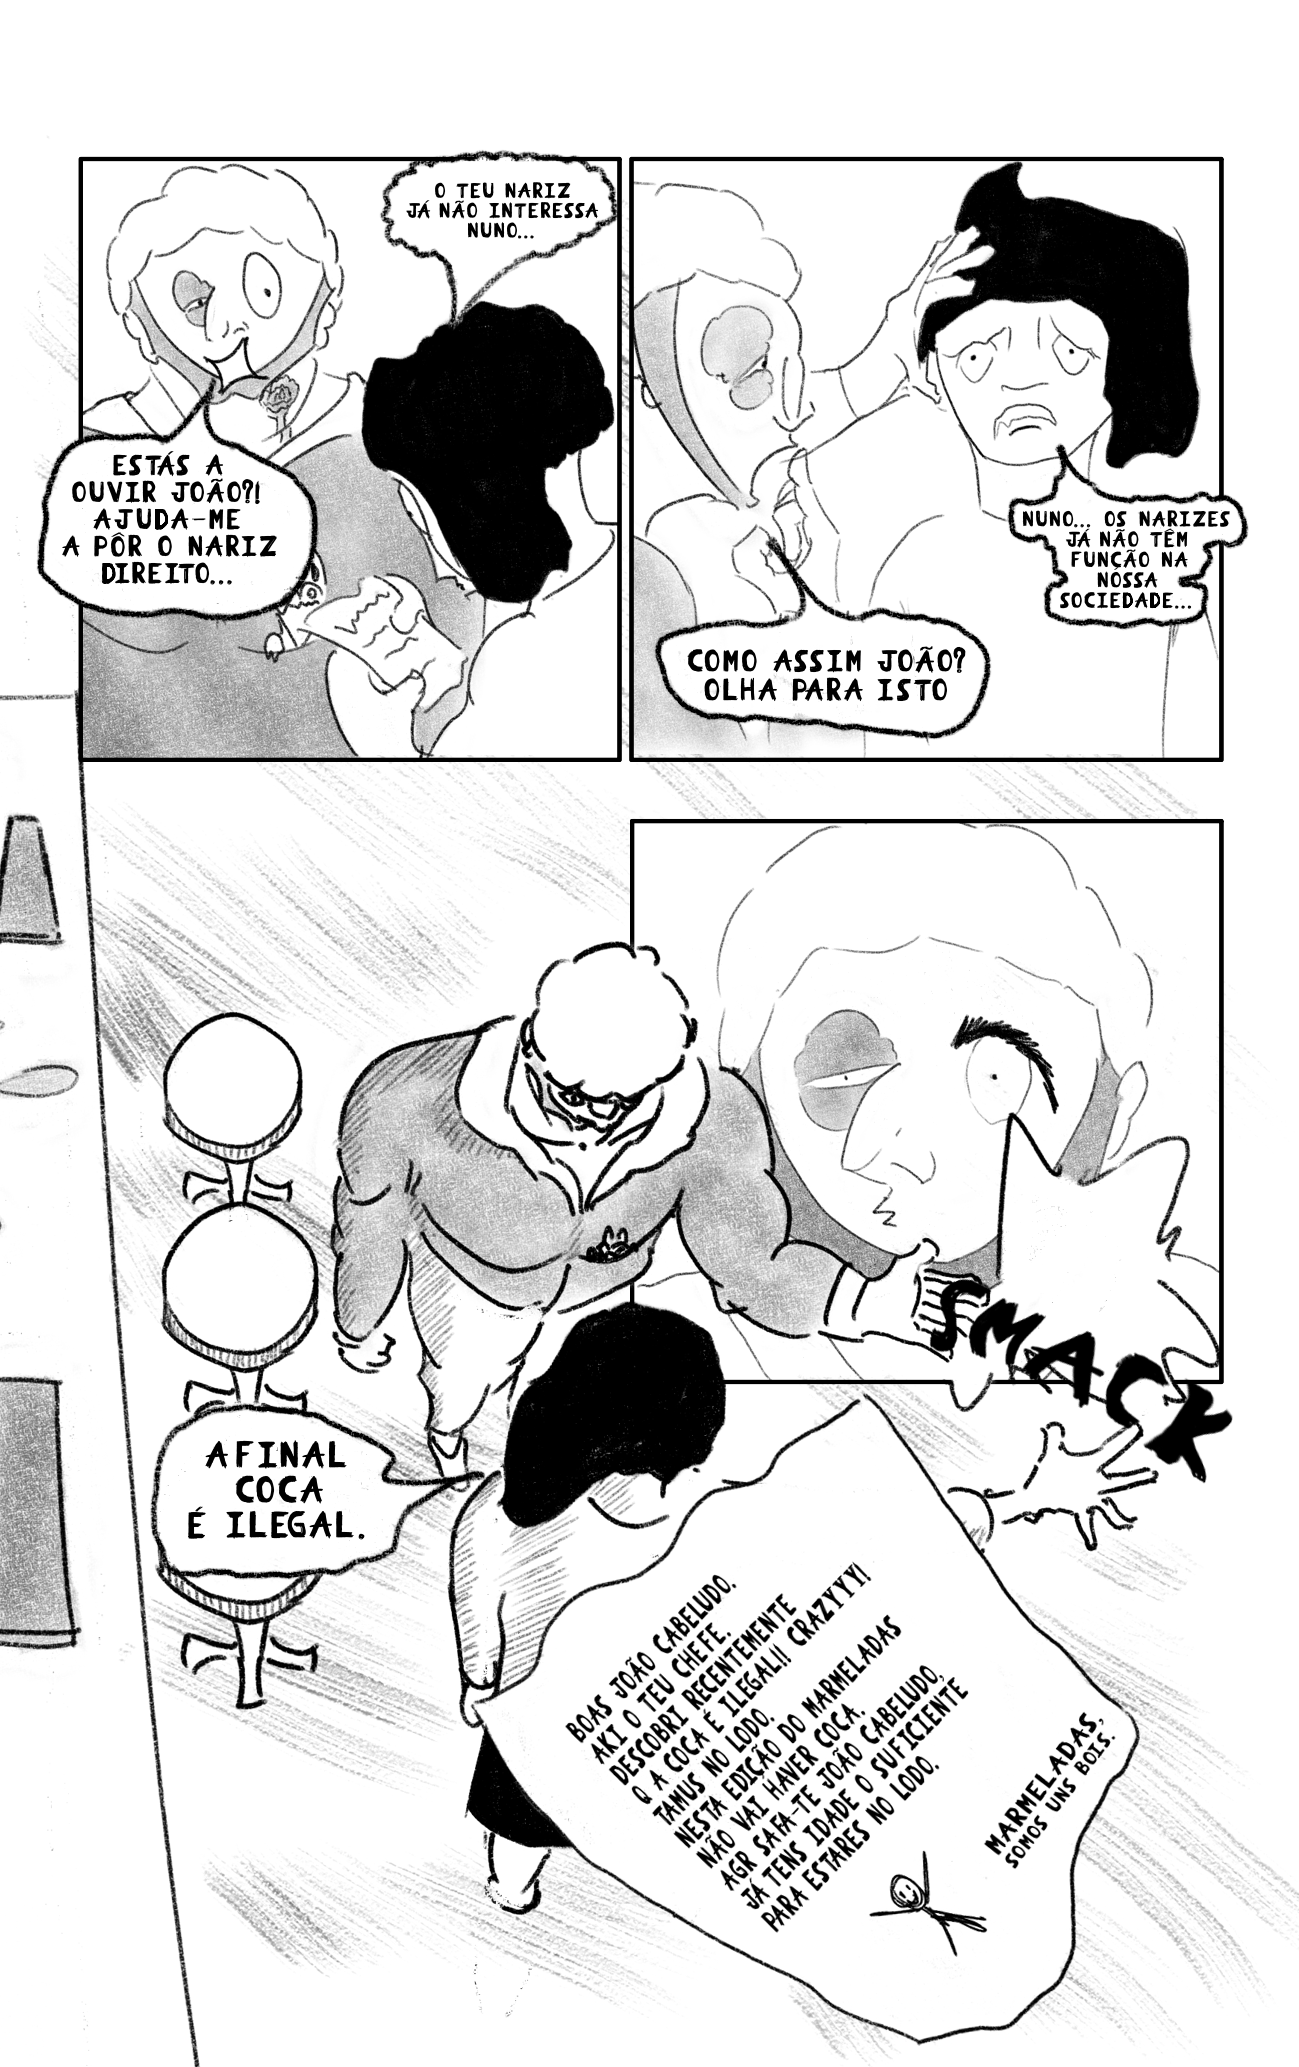 O TEU NARIZ
JÁ NÃO INTERESSA
NUNO...
ESTÁS A
OUVIR JOÃO?!
AJUDA-ME
A PÔR O NARIZ
DIREITO...
NUNO... OS NARIZES
JÁ NÃO TÊM
FUNÇÃO NA
NOSSA
SOCIEDADE...
COMO ASSIM JOÃO?
OLHA PARA ISTO
SMACK
AFINAL
COCA
É ILEGAL.
BOAS JOÃO CABELUDO.
AKI O TEU CHEFE.
DESCOBRI RECENTEMENTE
Q A COCA É ILEGAL!! CRAZYYY!
TAMUS NO LODO.
NESTA EDIÇÃO DO MARMELADAS
NÃO VAI HAVER COCA.
AGR SAFA-TE JOÃO CABELUDO,
JÁ TENS IDADE O SUFICIENTE
PARA ESTARES NO LODO.
MARMELADAS,
SOMOS UNS BOIS.